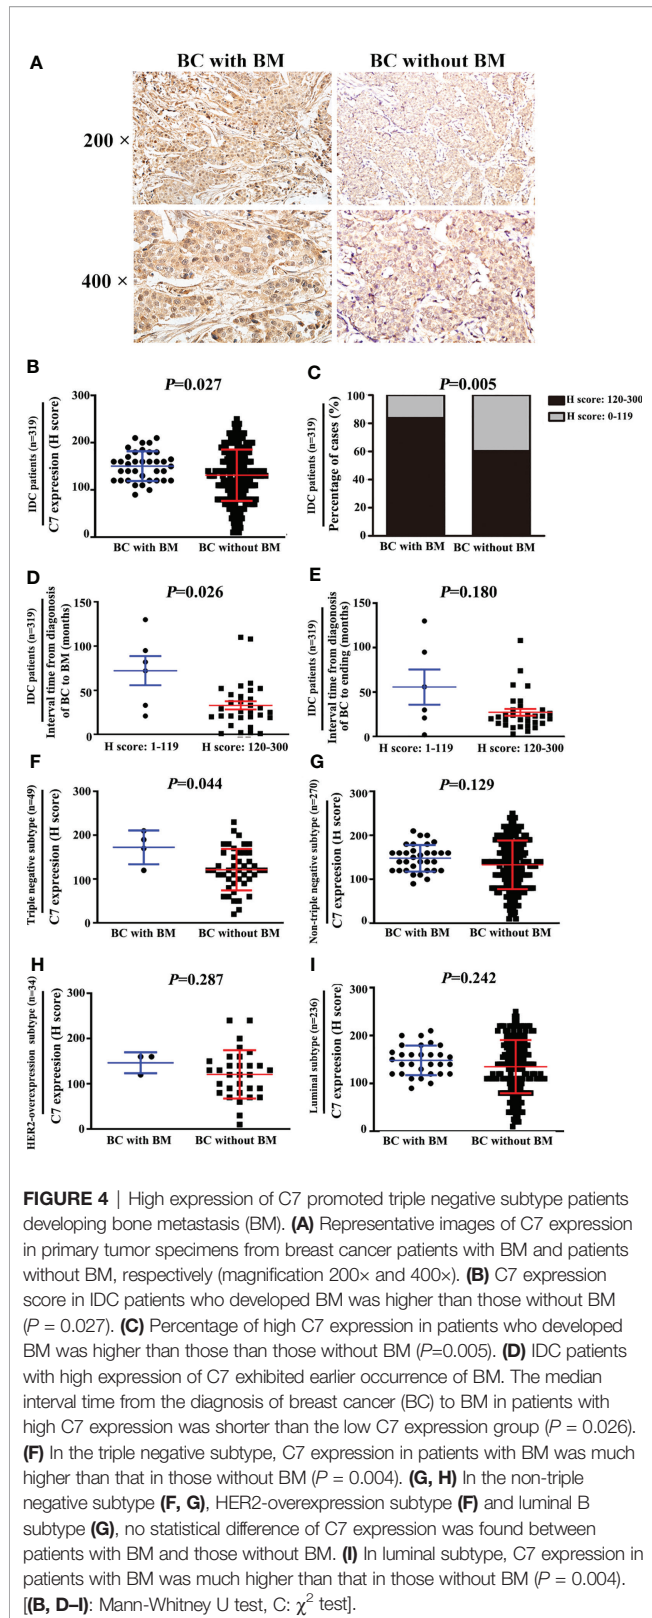 BC with BM BC without BM
A
200 ×
400 ×
B
P=0.027
IDC patients (n=319)
C7 expreeion (H score)
300
200
100
0
BC with BM BC without BM
C
P=0.005
IDC patients (n=319)
Percentage of cases (%)
100
80
60
40
20
0
BC with BM BC without BM
H score: 120-300
H score: 0-119
D
P=0.026
IDC patients (n=319)
Interval time from diagonosis
of BC to BM (months)
150
100
50
0
H score: 1-119 H score: 120-300
E
P=0.180
IDC patients (n=319)
Interval time from diagonosis
of BC to ending (months)
150
100
50
0
H score: 1-119 H score: 120-300
F
P=0.044
Triple negative subtype (n=49)
C7 expreeion (H score)
300
200
100
0
BC with BM BC without BM
G
P=0.129
Non-triple negative subtype (n=270)
C7 expreeion (H score)
300
200
100
0
BC with BM BC without BM
H
P=0.287
HER2-overexpression subtype (n=34)
C7 expreeion (H score)
300
200
100
0
BC with BM BC without BM
I
P=0.242
Luminal subtype (n=236)
C7 expreeion (H score)
300
200
100
0
BC with BM BC without BM
FIGURE 4 | High expression of C7 promoted triple negative subtype patients
developing bone metastasis (BM). (A) Representative images of C7 expression
in primary tumor specimens from breast cancer patients with BM and patients
without BM, respectively (magnification 200× and 400×). (B) C7 expression
score in IDC patients who developed BM was higher than those without BM
(P = 0.027). (C) Percentage of high C7 expression in patients who developed
BM was higher than those than those without BM (P=0.005). (D) IDC patients
with high expression of C7 exhibited earlier occurrence of BM. The median
interval time from the diagnosis of breast cancer (BC) to BM in patients with
high C7 expression was shorter than the low C7 expression group (P = 0.026).
(F) In the triple negative subtype, C7 expression in patients with BM was much
higher than that in those without BM (P = 0.004). (G, H) In the non-triple
negative subtype (F, G), HER2-overexpression subtype (F) and luminal B
subtype (G), no statistical difference of C7 expression was found between
patients with BM and those without BM. (I) In luminal subtype, C7 expression in
patients with BM was much higher than that in those without BM (P = 0.004).
[(B, D–I): Mann-Whitney U test, C: χ² test].